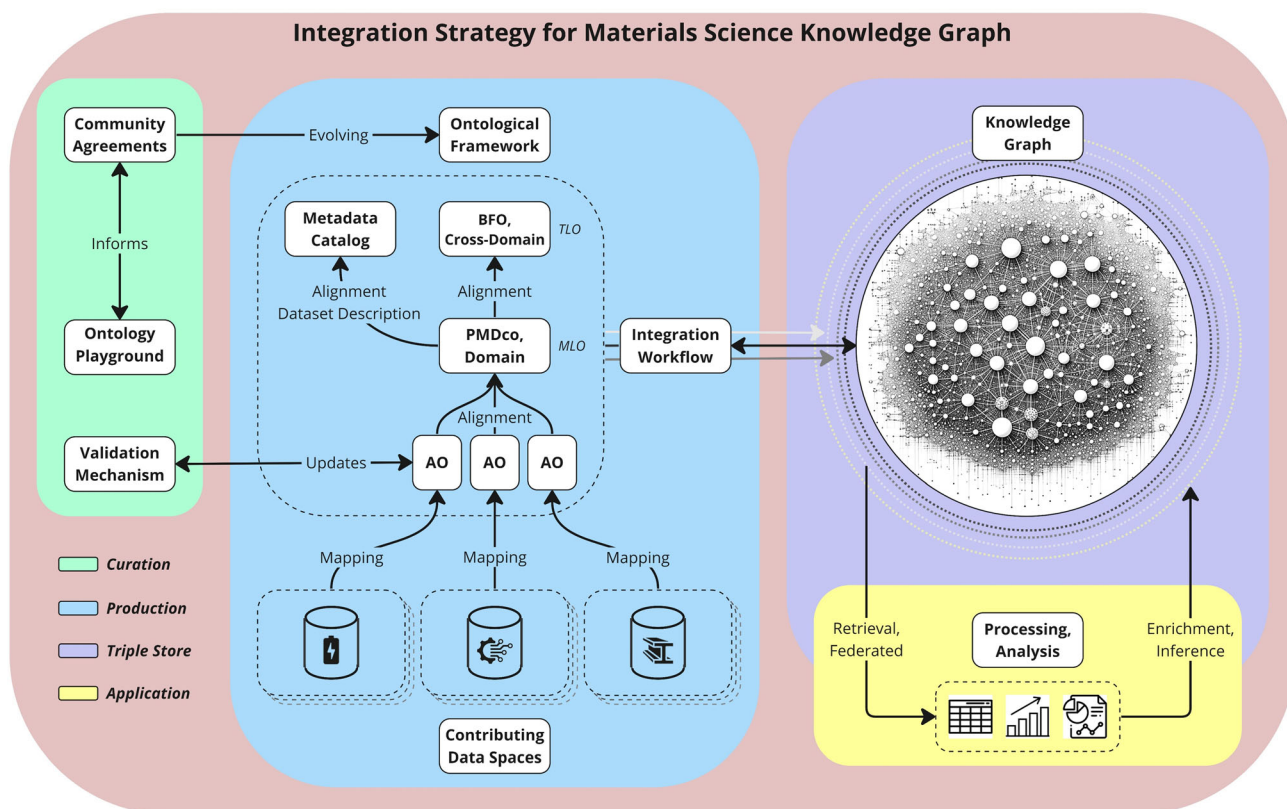 Integration Strategy for Materials Science Knowledge Graph
Community
Agreements
Evolving
Ontological
Framework
Knowledge
Graph
Metadata
Catalog
BFO,
Cross-Domain
TLO
Informs
Alignment
Dataset Description
Alignment
Ontology
Playground
PMDco,
Domain
MLO
Integration
Workflow
Alignment
Validation
Mechanism
Updates
AO
AO
AO
Mapping
Mapping
Mapping
Curation
Production
Triple Store
Application
Contributing
Data Spaces
Retrieval,
Federated
Processing,
Analysis
Enrichment,
Inference